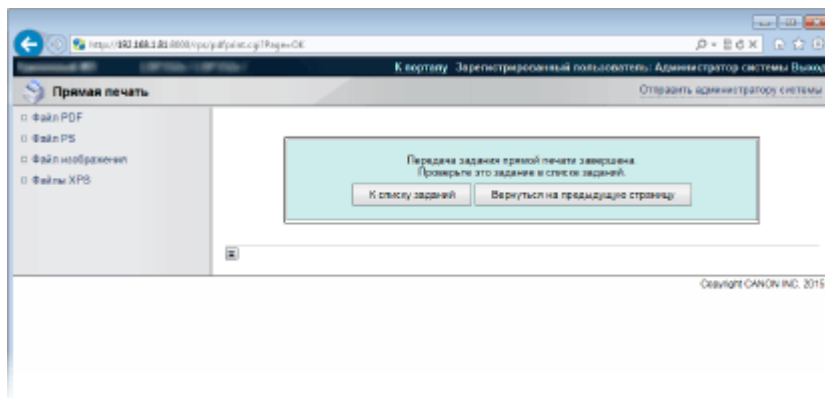 К порталу Зарегистрированный пользователь: Администратор системы Выход
Прямая печать
Отправить администратору системы
Файл PDF
Файл PS
Файл изображения
Файлы XPS
Передача задания прямой печати завершена.
Проверьте это задание в списке заданий.
К списку заданий
Вернуться на предыдущую страницу
Copyright CANON INC. 2015